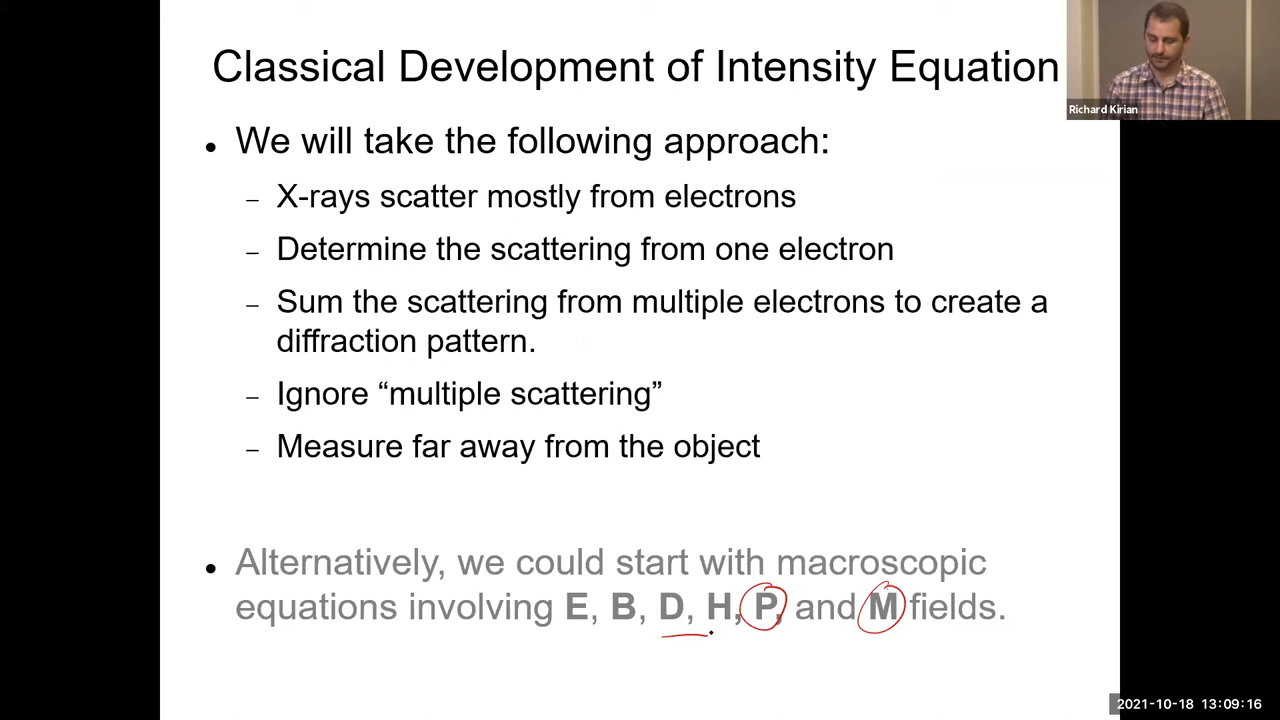 Classical Development of Intensity Equation
Richard Kirian
• We will take the following approach:
– X-rays scatter mostly from electrons
– Determine the scattering from one electron
– Sum the scattering from multiple electrons to create a
diffraction pattern.
– Ignore “multiple scattering”
– Measure far away from the object
• Alternatively, we could start with macroscopic
equations involving E, B, D, H, P, and M fields.
2021-10-18 13:09:16